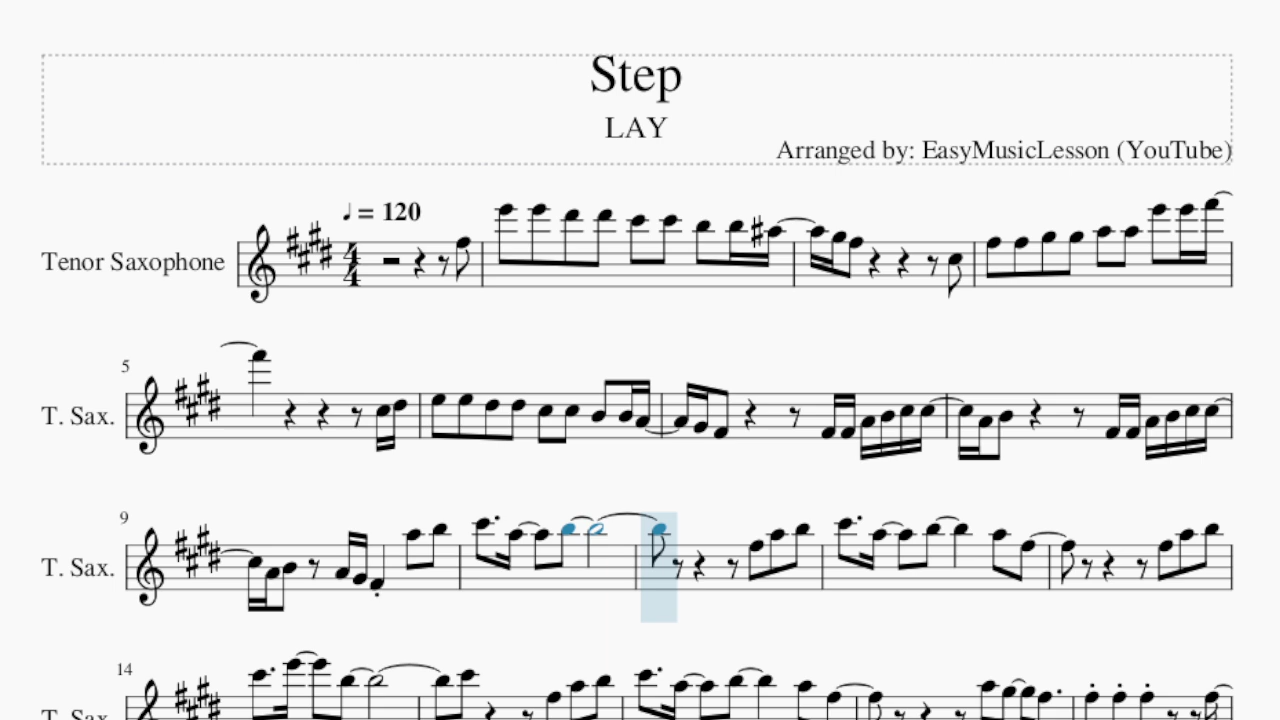 Step
LAY
Arranged by: EasyMusicLesson (YouTube)
♩ = 120
Tenor Saxophone
4
4
5
T. Sax.
9
T. Sax.
14
T. Sax.